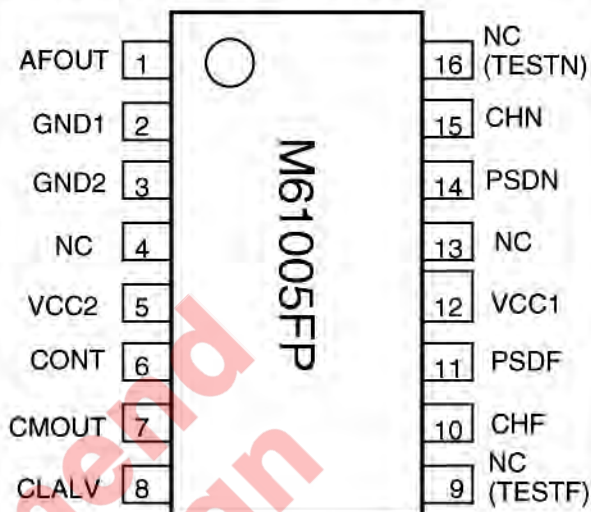 AFOUT 1
GND1 2
GND2 3
NC 4
VCC2 5
CONT 6
CMOUT 7
CLALV 8
M61005FP
16 NC
(TESTN)
15 CHN
14 PSDN
13 NC
12 VCC1
11 PSDF
10 CHF
9 NC
(TESTF)